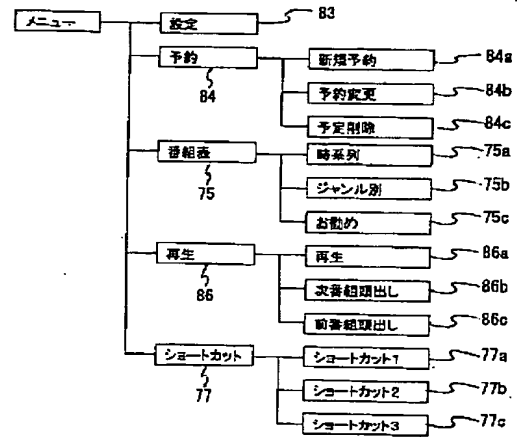 メニュー
設定
83
予約
84
新規予約
84a
予約変更
84b
予定削除
84c
番組表
75
時系列
75a
ジャンル別
75b
お勧め
75c
再生
86
再生
86a
次番組頭出し
86b
前番組頭出し
86c
ショートカット
77
ショートカット1
77a
ショートカット2
77b
ショートカット3
77c